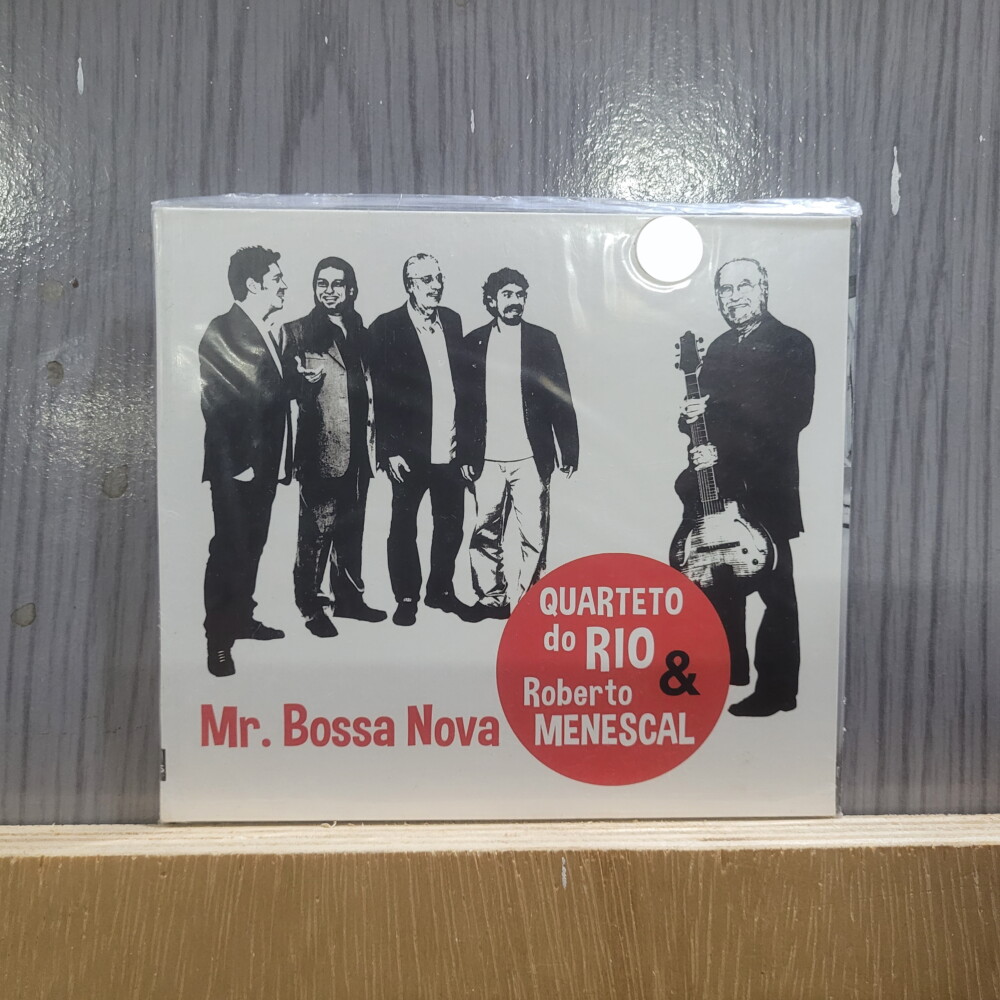 QUARTETO
do RIO
&
Roberto
MENESCAL
Mr. Bossa Nova